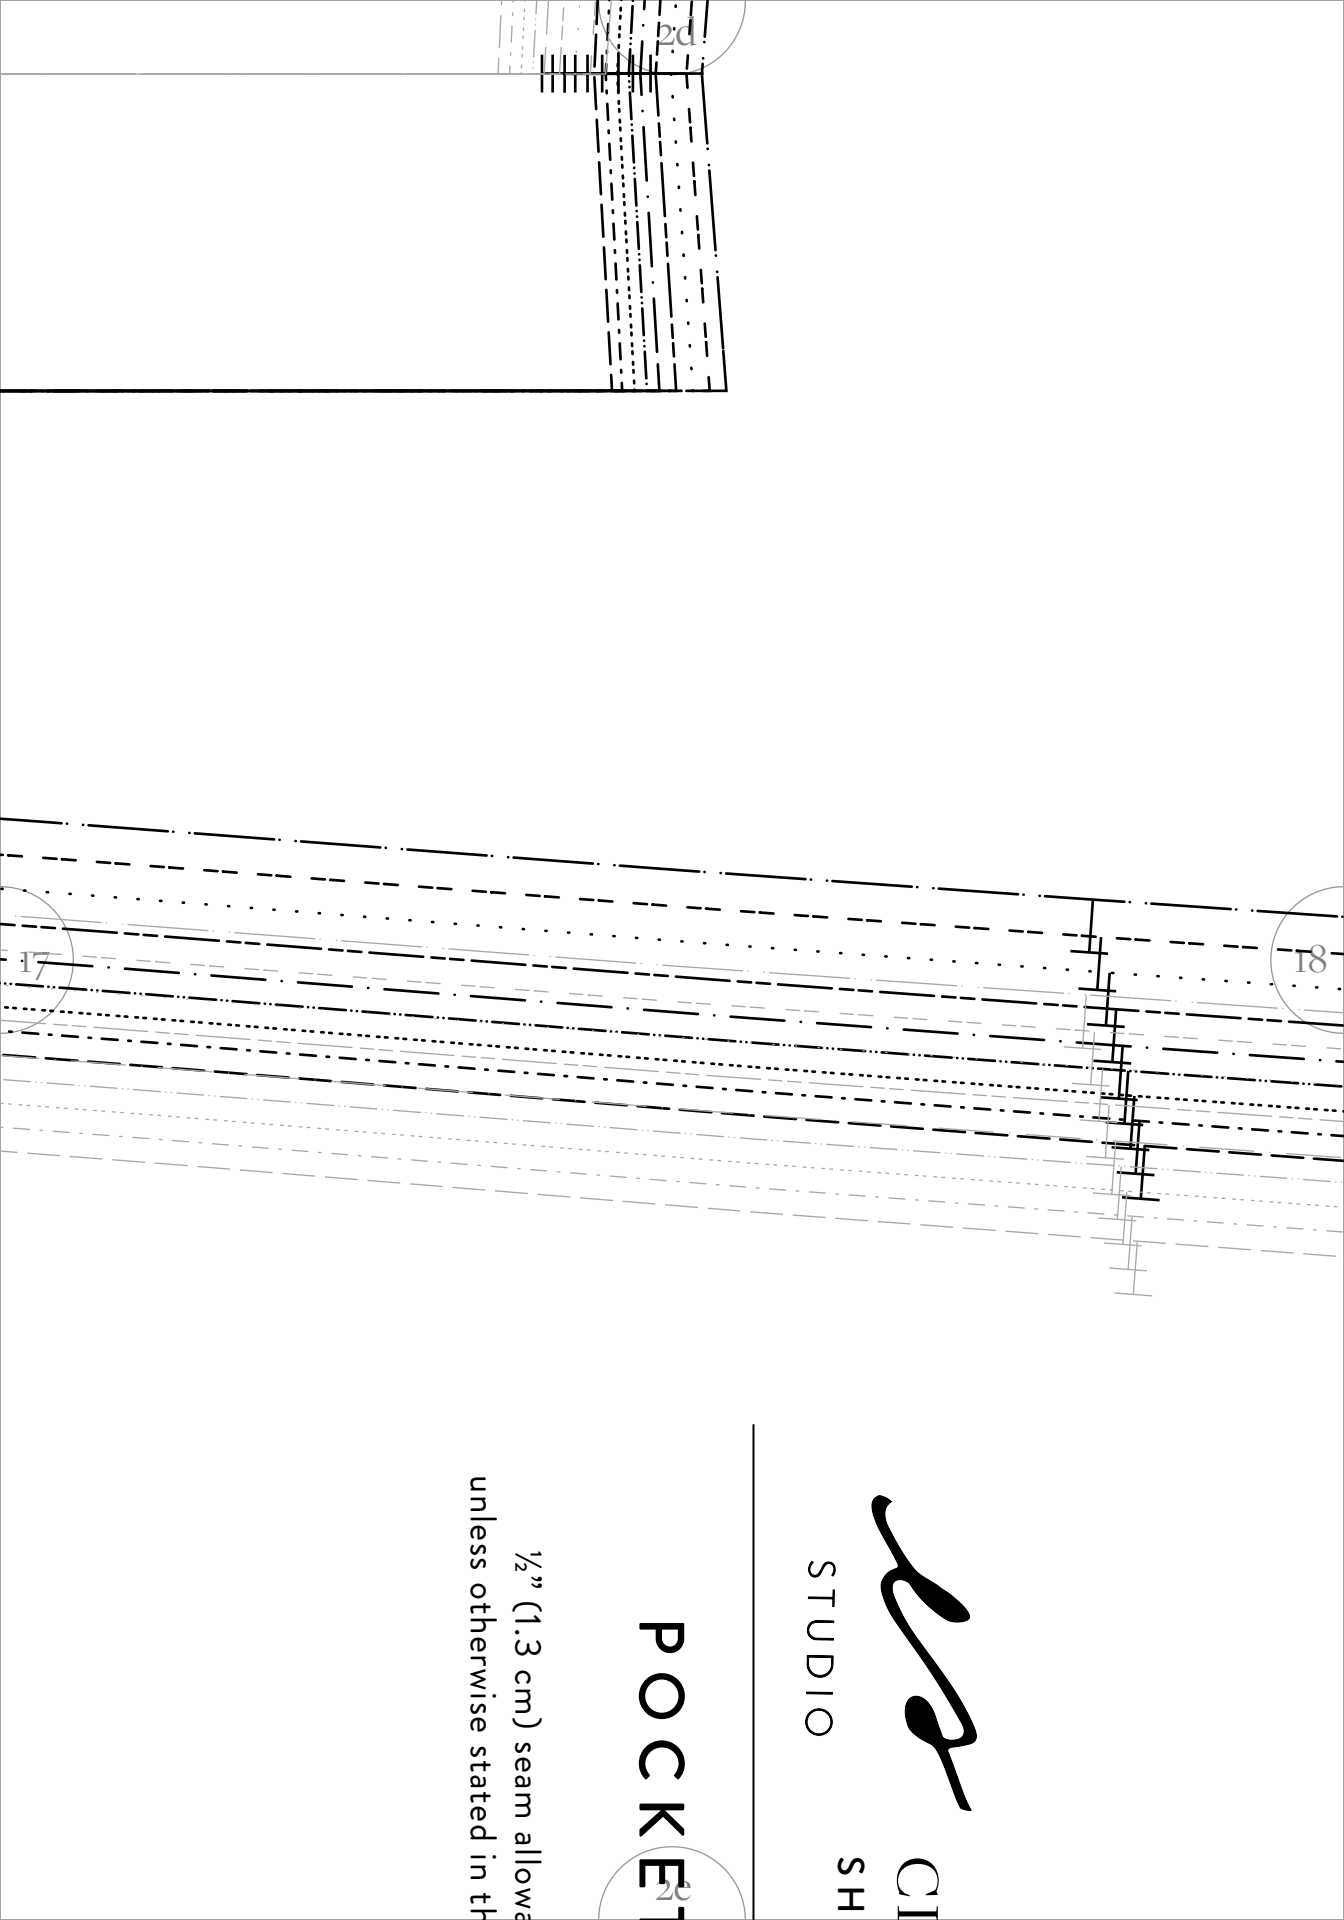 2d
17
18
STUDIO
CI
SH
POCKET
½” (1.3 cm) seam allowa
unless otherwise stated in th
2e